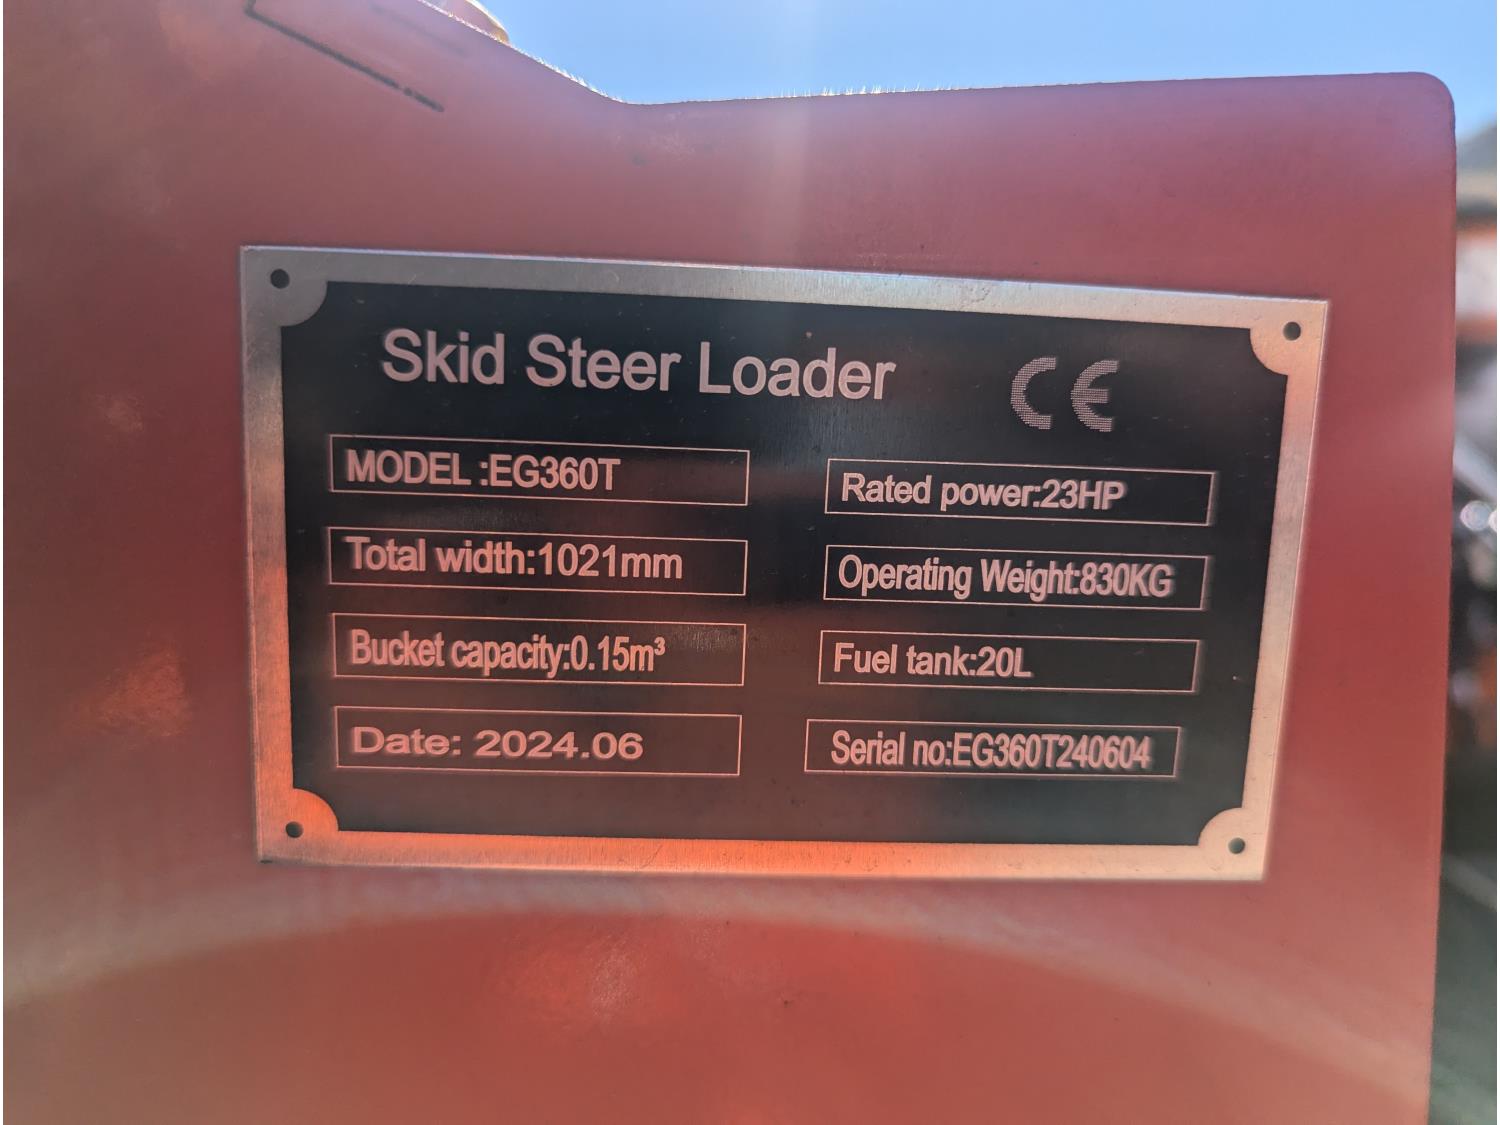 Skid Steer Loader
CE
MODEL :EG360T
Rated power:23HP
Total width:1021mm
Operating Weight:830KG
Bucket capacity:0.15m³
Fuel tank:20L
Date: 2024.06
Serial no:EG360T240604